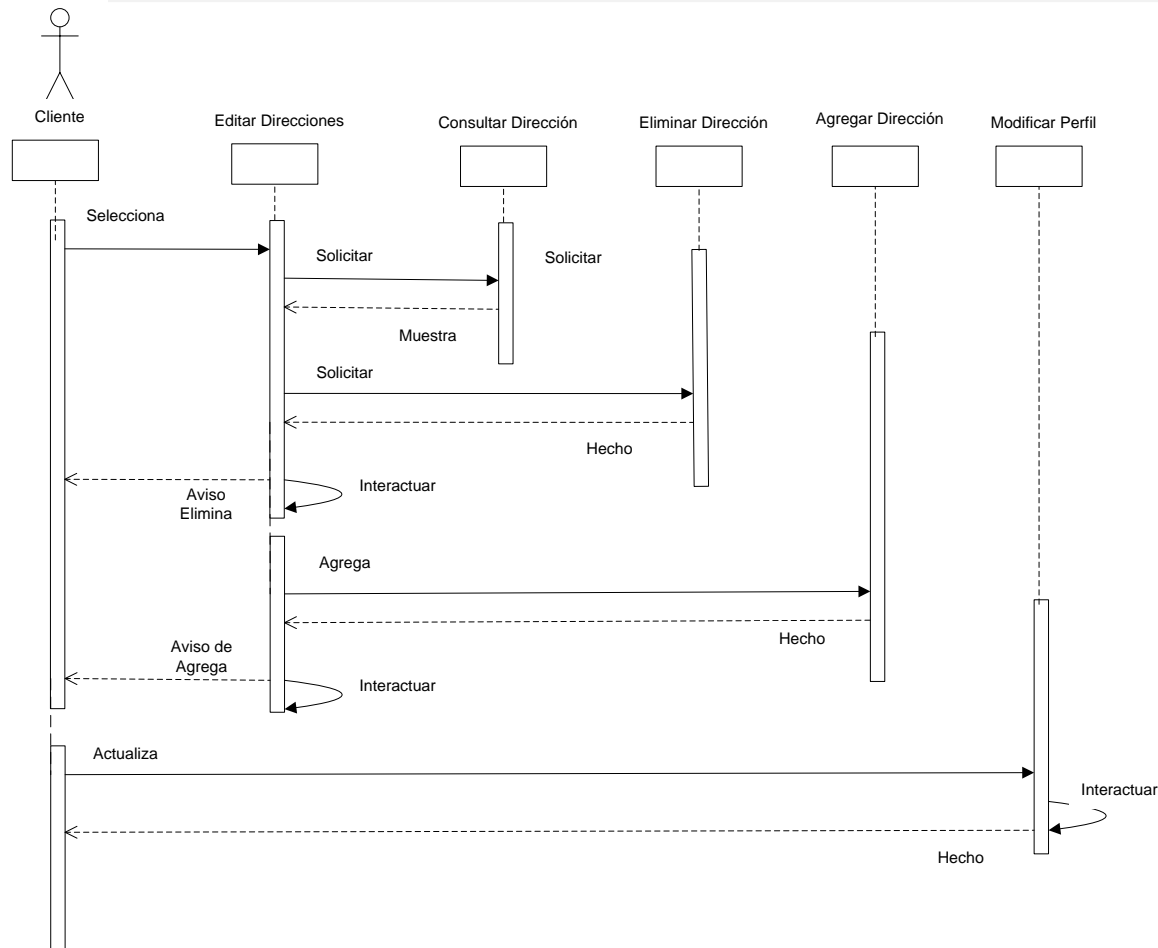 Cliente
Editar Direcciones
Consultar Dirección
Eliminar Dirección
Agregar Dirección
Modificar Perfil
Selecciona
Solicitar
Solicitar
Muestra
Solicitar
Hecho
Interactuar
Aviso
Elimina
Agrega
Hecho
Aviso de
Agrega
Interactuar
Actualiza
Interactuar
Hecho